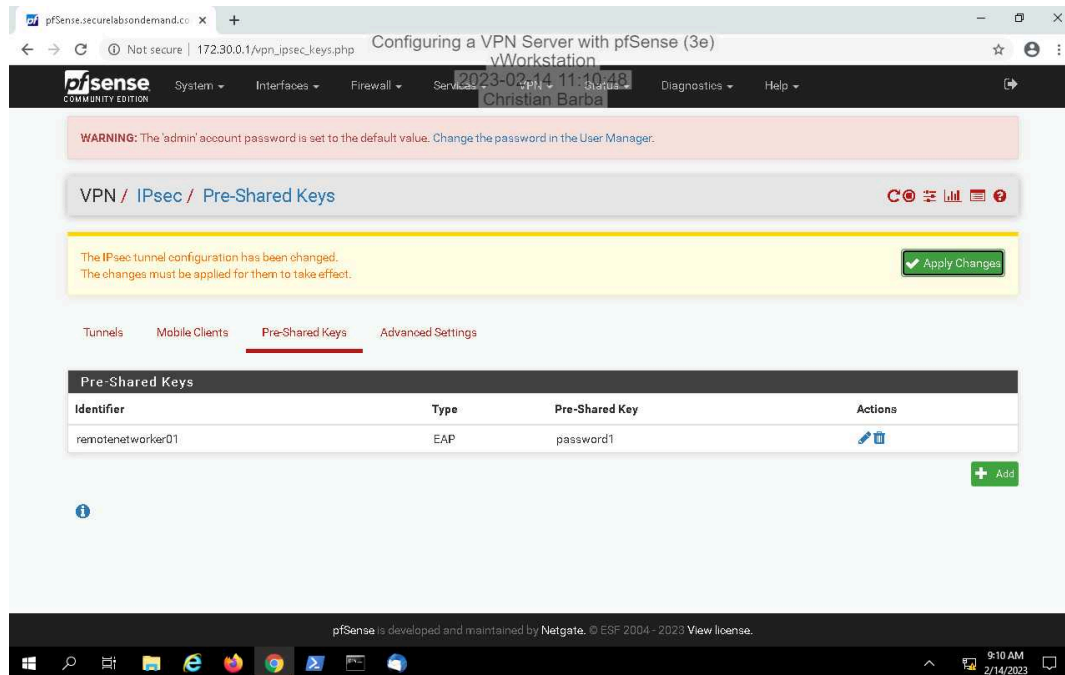 pfSense.securelabsondemand.co
Not secure | 172.30.0.1/vpn_ipsec_keys.php
Configuring a VPN Server with pfSense (3e)
vWorkstation
2023-02-14 11:10:48
Christian Barba
pfsense
COMMUNITY EDITION
System Interfaces Firewall Services VPN Status Diagnostics Help
WARNING: The 'admin' account password is set to the default value. Change the password in the User Manager.
VPN / IPsec / Pre-Shared Keys
The IPsec tunnel configuration has been changed.
The changes must be applied for them to take effect.
Apply Changes
Tunnels Mobile Clients Pre-Shared Keys Advanced Settings
Pre-Shared Keys
Identifier Type Pre-Shared Key Actions
remotenetworker01 EAP password1
Add
pfSense is developed and maintained by Netgate. © ESF 2004 - 2023 View license.
9:10 AM
2/14/2023